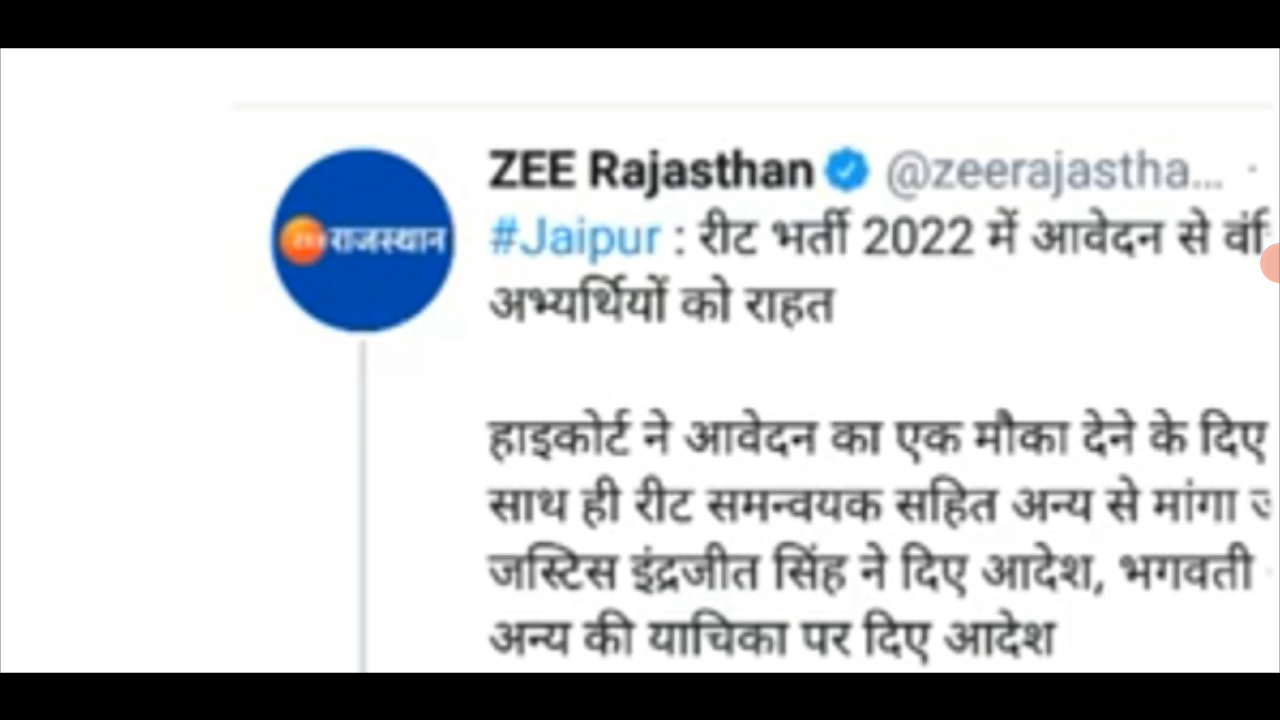 ZEE Rajasthan @zeerajastha... ·
ZEE राजस्थान
#Jaipur : रीट भर्ती 2022 में आवेदन से
अभ्यर्थियों को राहत
हाइकोर्ट ने आवेदन का एक मौका देने के दिए
साथ ही रीट समन्वयक सहित अन्य से मांगा
जस्टिस इंद्रजीत सिंह ने दिए आदेश, भगवती
अन्य की याचिका पर दिए आदेश